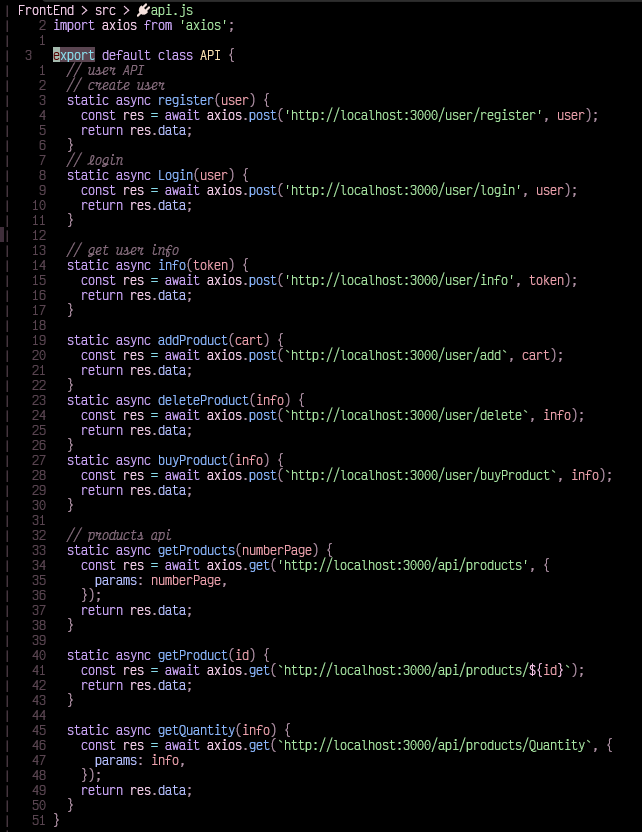 FrontEnd > src > api.js
2 import axios from 'axios';
1
3 export default class API {
1 // user API
2 // create user
3 static async register(user) {
4 const res = await axios.post('http://localhost:3000/user/register', user);
5 return res.data;
6 }
7 // login
8 static async Login(user) {
9 const res = await axios.post('http://localhost:3000/user/login', user);
10 return res.data;
11 }
12
13 // get user info
14 static async info(token) {
15 const res = await axios.post('http://localhost:3000/user/info', token);
16 return res.data;
17 }
18
19 static async addProduct(cart) {
20 const res = await axios.post(`http://localhost:3000/user/add`, cart);
21 return res.data;
22 }
23 static async deleteProduct(info) {
24 const res = await axios.post(`http://localhost:3000/user/delete`, info);
25 return res.data;
26 }
27 static async buyProduct(info) {
28 const res = await axios.post(`http://localhost:3000/user/buyProduct`, info);
29 return res.data;
30 }
31
32 // products api
33 static async getProducts(numberPage) {
34 const res = await axios.get('http://localhost:3000/api/products', {
35 params: numberPage,
36 });
37 return res.data;
38 }
39
40 static async getProduct(id) {
41 const res = await axios.get(`http://localhost:3000/api/products/${id}`);
42 return res.data;
43 }
44
45 static async getQuantity(info) {
46 const res = await axios.get(`http://localhost:3000/api/products/Quantity`, {
47 params: info,
48 });
49 return res.data;
50 }
51 }